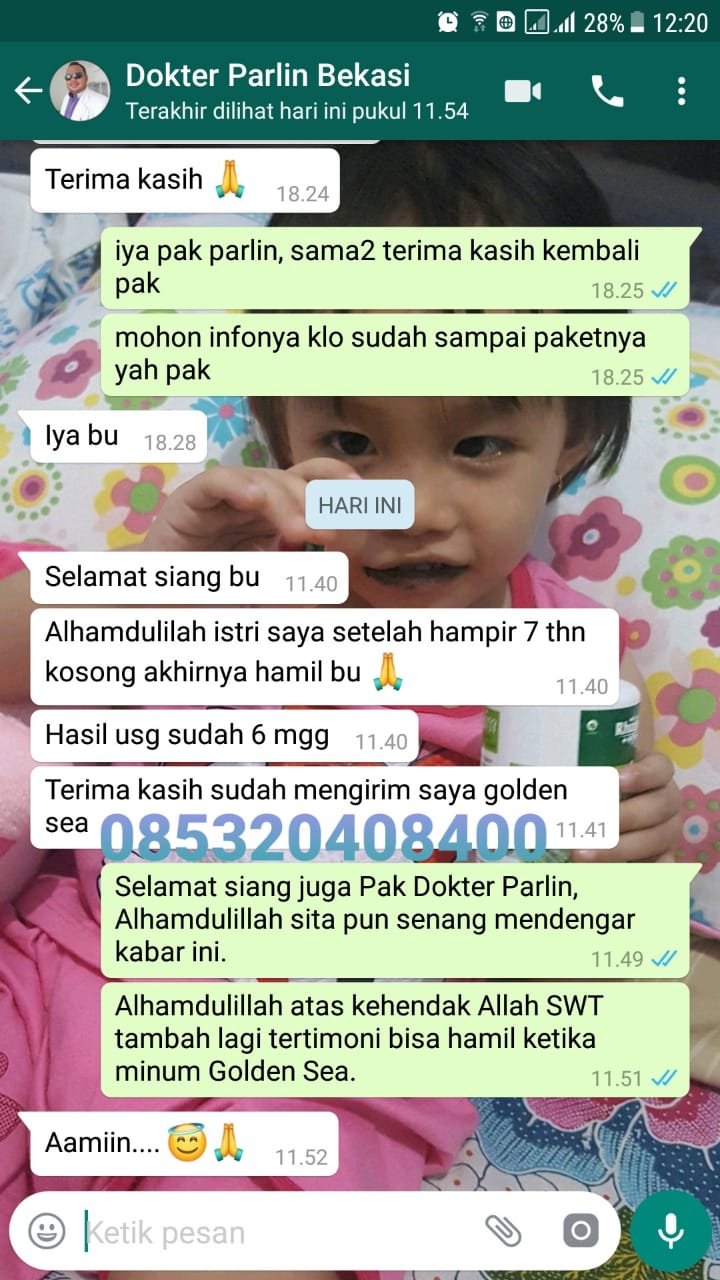 28% 12:20
Dokter Parlin Bekasi
Terakhir dilihat hari ini pukul 11.54
Terima kasih 🙏 18.24
iya pak parlin, sama2 terima kasih kembali
pak 18.25
mohon infonya klo sudah sampai paketnya
yah pak 18.25
Iya bu 18.28
HARI INI
Selamat siang bu 11.40
Alhamdulilah istri saya setelah hampir 7 thn
kosong akhirnya hamil bu 🙏 11.40
Hasil usg sudah 6 mgg 11.40
Terima kasih sudah mengirim saya golden
sea 11.41
085320408400
Selamat siang juga Pak Dokter Parlin,
Alhamdulillah sita pun senang mendengar
kabar ini. 11.49
Alhamdulillah atas kehendak Allah SWT
tambah lagi tertimoni bisa hamil ketika
minum Golden Sea. 11.51
Aamiin.... 😇🙏 11.52
Ketik pesan